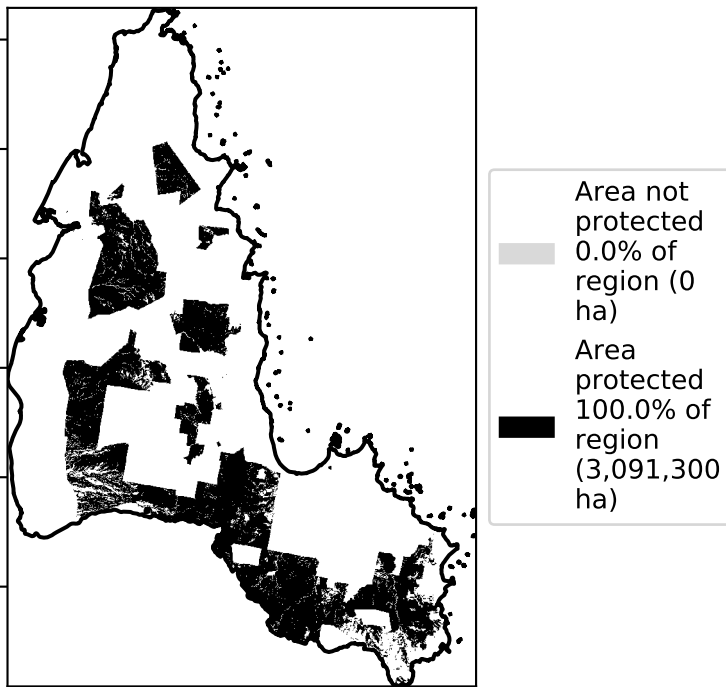 Area not
protected
0.0% of
region (0
ha)
Area
protected
100.0% of
region
(3,091,300
ha)